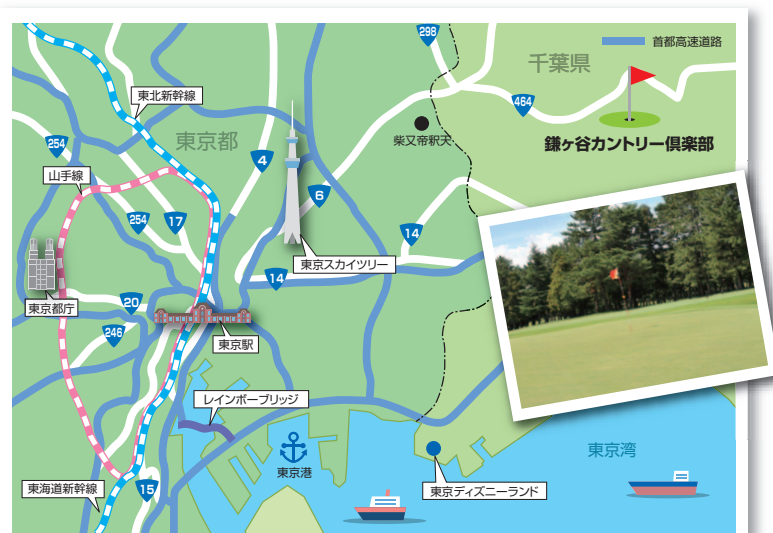 298
首都高速道路
千葉県
東北新幹線
464
鎌ヶ谷カントリー倶楽部
254
東京都
柴又帝釈天
4
山手線
6
254
17
14
東京スカイツリー
14
東京都庁
20
246
東京駅
レインボーブリッジ
東京港
東京湾
東海道新幹線
15
東京ディズニーランド